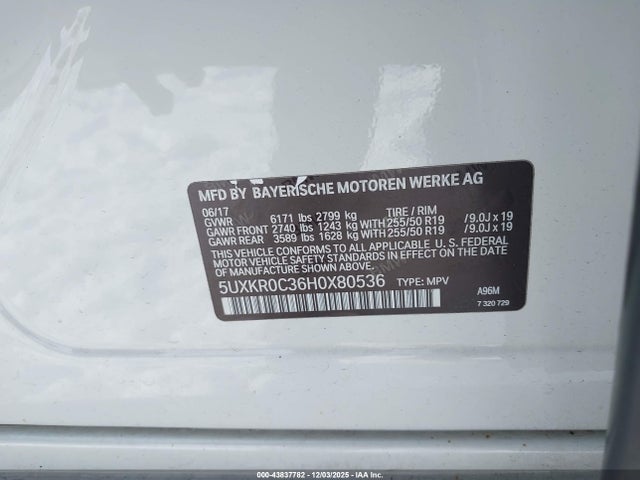 MFD BY BAYERISCHE MOTOREN WERKE AG
06/17
GVWR 6171 lbs 2799 kg TIRE / RIM
GAWR FRONT 2740 lbs 1243 kg WITH 255/50 R19 /9.0J x 19
GAWR REAR 3589 lbs 1628 kg WITH 255/50 R19 /9.0J x 19
THIS VEHICLE CONFORMS TO ALL APPLICABLE U. S. FEDERAL
MOTOR VEHICLE SAFETY STANDARDS IN EFFECT ON THE DATE
OF MANUFACTURE SHOWN ABOVE.
5UXKR0C36H0X80536 TYPE: MPV A96M
7 320 729
000-43837782 | 12/03/2025 | ©IAA Inc.